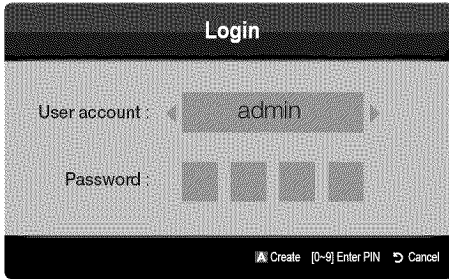 Login
User account : admin
Password :
A Create [0~9] Enter PIN Cancel